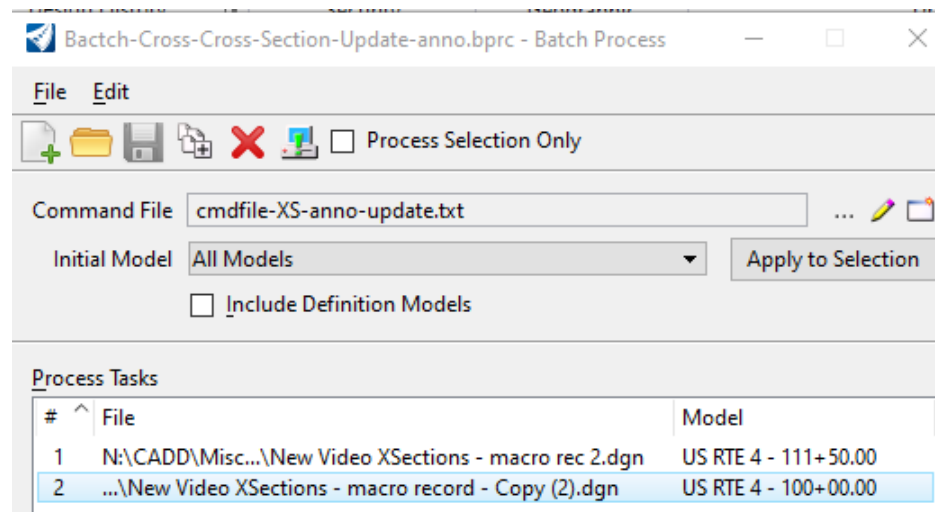 Bactch-Cross-Cross-Section-Update-anno.bprc - Batch Process
File Edit
Process Selection Only
Command File cmdfile-XS-anno-update.txt ...
Initial Model All Models Apply to Selection
Include Definition Models
Process Tasks
# File Model
1 N:\CADD\Misc...\New Video XSections - macro rec 2.dgn US RTE 4 - 111+50.00
2 ...\New Video XSections - macro record - Copy (2).dgn US RTE 4 - 100+00.00